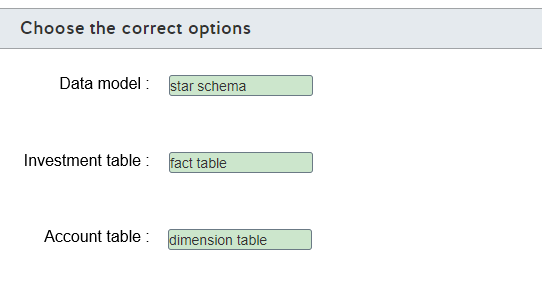 Choose the correct options
Data model : star schema
Investment table : fact table
Account table : dimension table